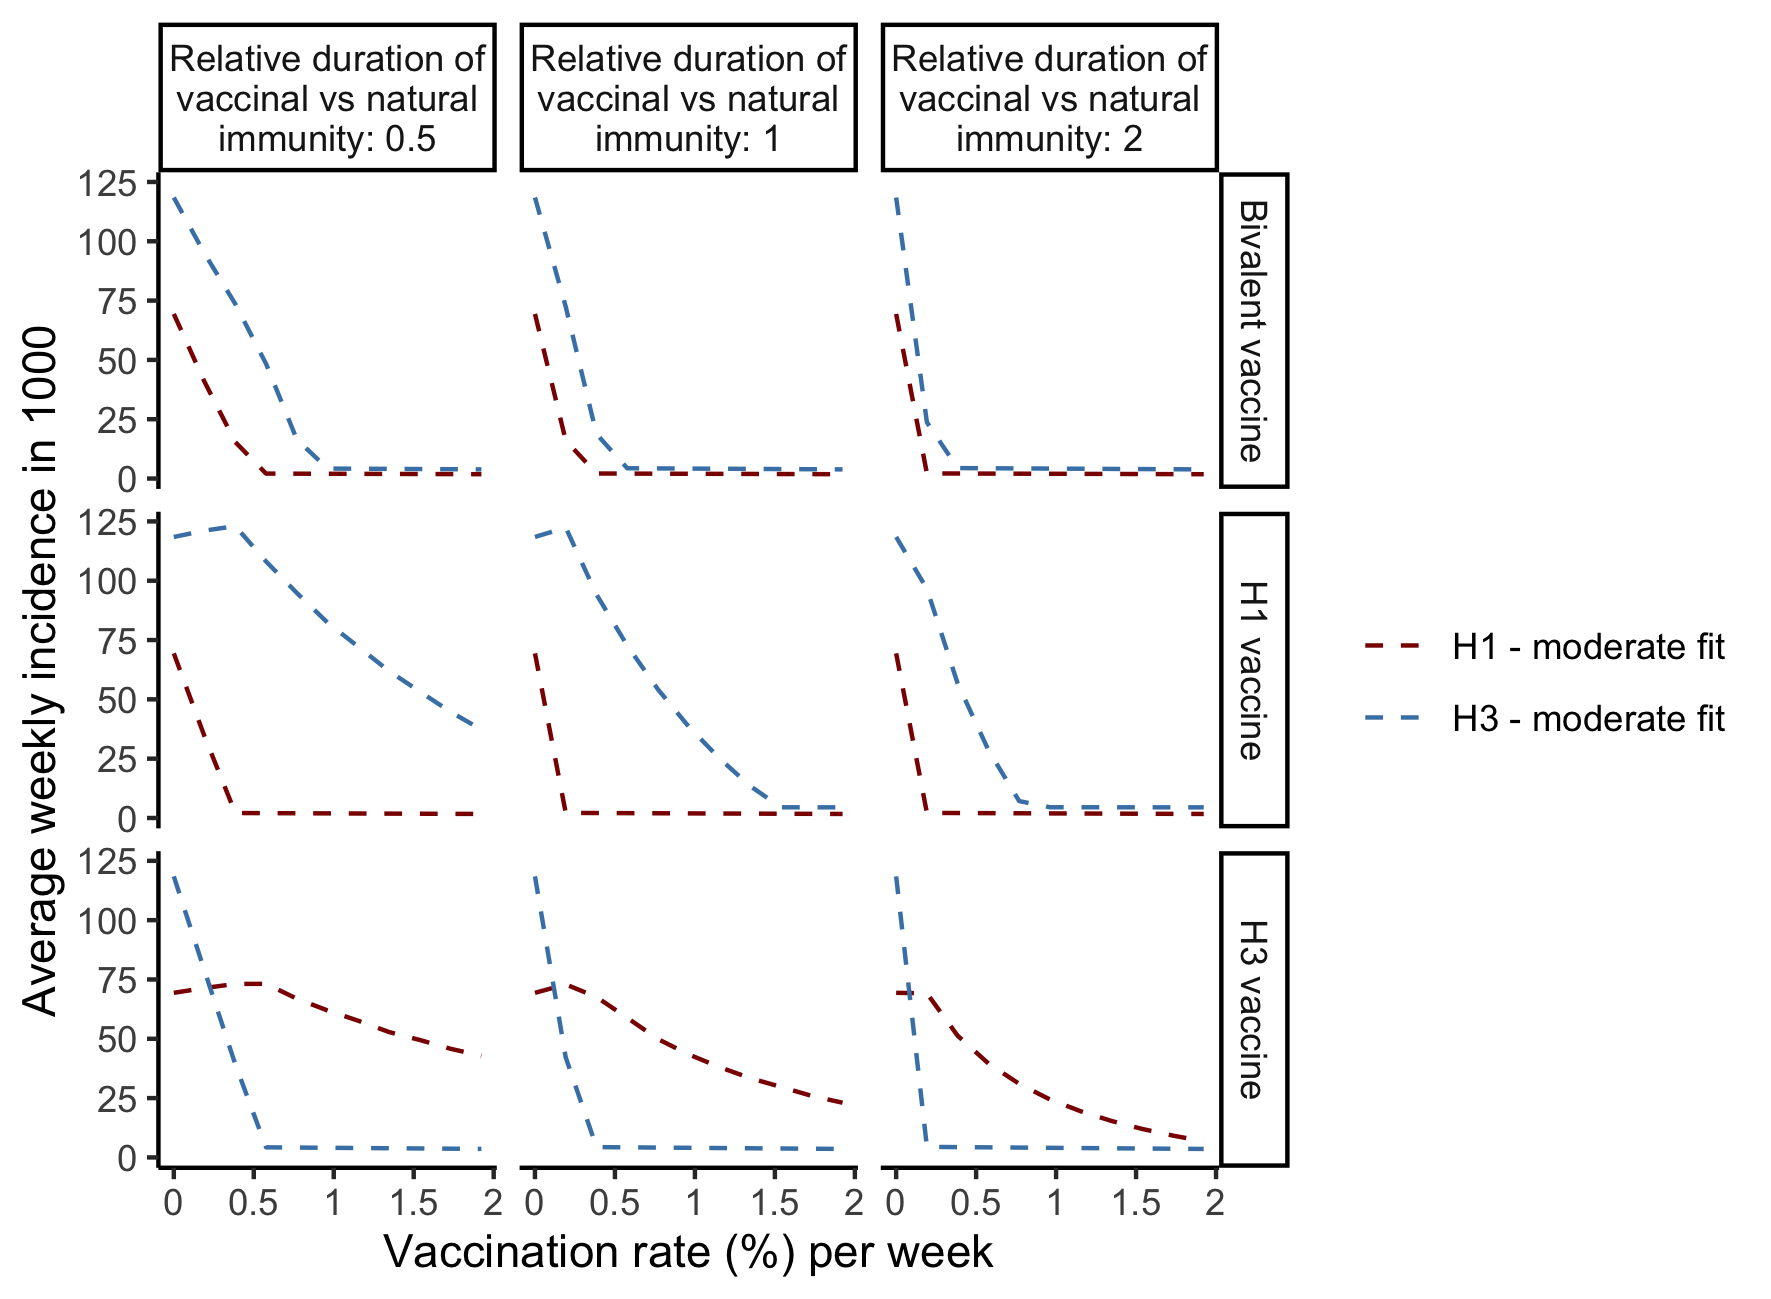 Relative duration of
vaccinal vs natural
immunity: 0.5
Relative duration of
vaccinal vs natural
immunity: 1
Relative duration of
vaccinal vs natural
immunity: 2
Average weekly incidence in 1000
125
100
75
50
25
0
Bivalent vaccine
125
100
75
50
25
0
H1 vaccine
125
100
75
50
25
0
H3 vaccine
0 0.5 1 1.5 2
0 0.5 1 1.5 2
0 0.5 1 1.5 2
Vaccination rate (%) per week
H1 - moderate fit
H3 - moderate fit